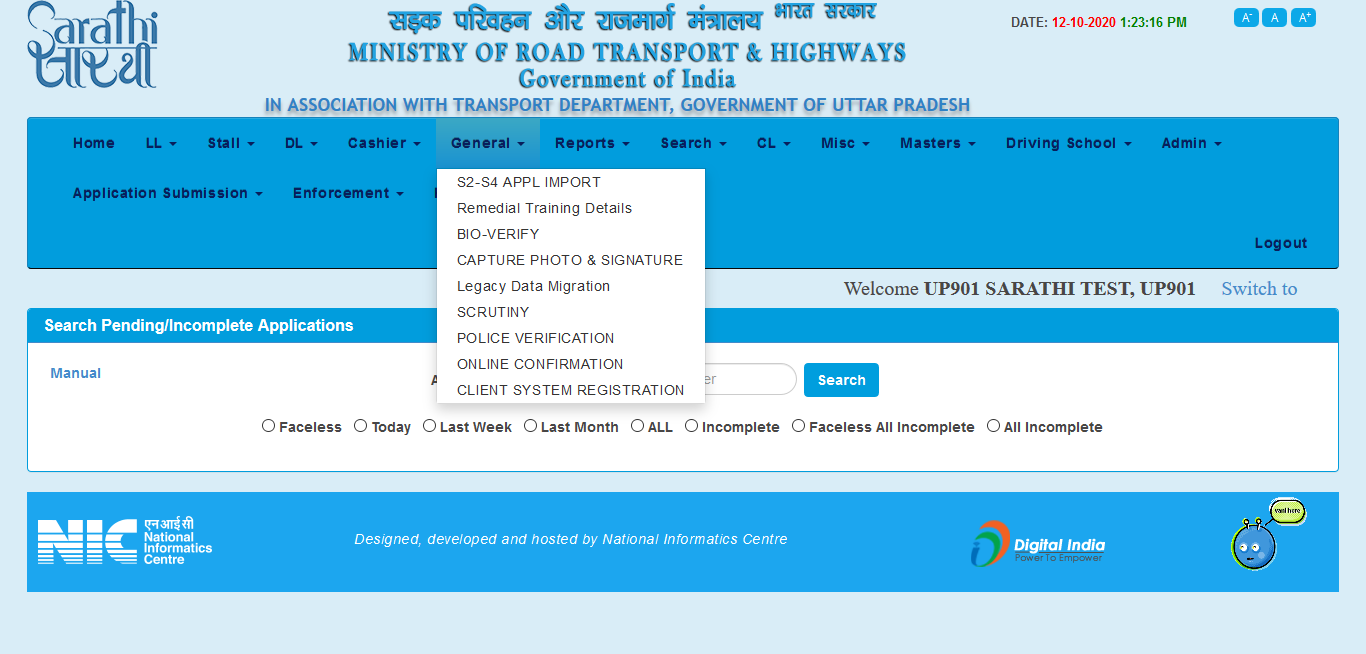 Sarathi
सारथी
सड़क परिवहन और राजमार्ग मंत्रालय भारत सरकार
MINISTRY OF ROAD TRANSPORT & HIGHWAYS
Government of India
IN ASSOCIATION WITH TRANSPORT DEPARTMENT, GOVERNMENT OF UTTAR PRADESH
DATE: 12-10-2020 1:23:16 PM
A- A A+
Home LL Stall DL Cashier General Reports Search CL Misc Masters Driving School Admin
Application Submission Enforcement
S2-S4 APPL IMPORT
Remedial Training Details
BIO-VERIFY
CAPTURE PHOTO & SIGNATURE
Legacy Data Migration
SCRUTINY
POLICE VERIFICATION
ONLINE CONFIRMATION
CLIENT SYSTEM REGISTRATION
Logout
Welcome UP901 SARATHI TEST, UP901 Switch to
Search Pending/Incomplete Applications
Manual
Search
Faceless Today Last Week Last Month ALL Incomplete Faceless All Incomplete All Incomplete
NIC
एन आई सी
National
Informatics
Centre
Designed, developed and hosted by National Informatics Centre
Digital India
Power To Empower
vani here